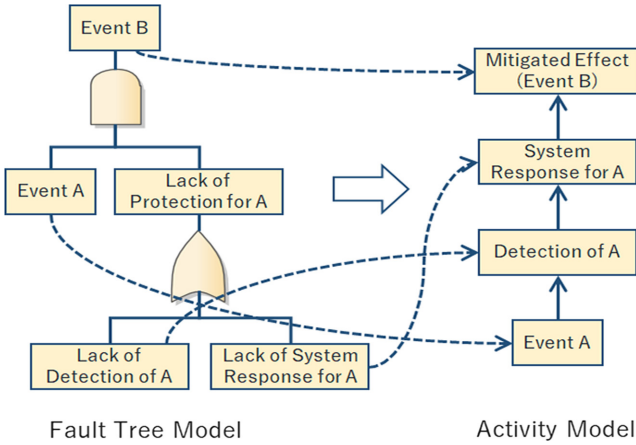 Event B
Event A
Lack of
Protection for A
Lack of
Detection of A
Lack of System
Response for A
Fault Tree Model
Mitigated Effect
(Event B)
System
Response for A
Detection of A
Event A
Activity Model